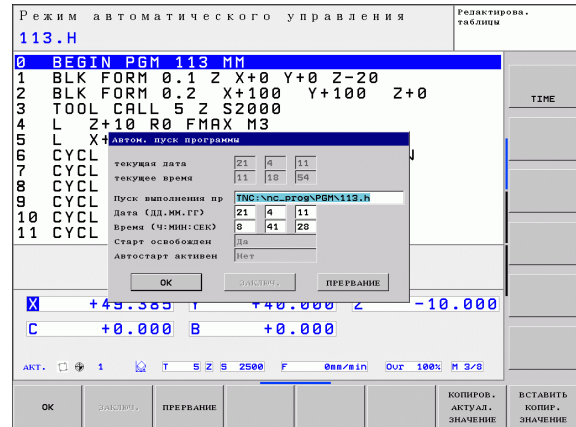 Режим автоматического управления
Редактирова.
таблицы
113.H
0 BEGIN PGM 113 MM
1 BLK FORM 0.1 Z X+0 Y+0 Z-20
2 BLK FORM 0.2 X+100 Y+100 Z+0
3 TOOL CALL 5 Z S2000
4 L Z+10 R0 FMAX M3
5 L X+
6 CYCL
7 CYCL
8 CYCL
9 CYCL
10 CYCL
11 CYCL
TIME
Автом. пуск программы
текущая дата 21 4 11
текущее время 11 18 54
Пуск выполнения пр TNC:\nc_prog\PGM\113.h
Дата (ДД.ММ.ГГ) 21 4 11
Время (Ч:МИН:СЕК) 8 41 28
Старт освобожден Да
Автостарт активен Нет
ОК ЗАКЛЮЧ. ПРЕРВАНИЕ
X +49.385 Y +40.000 Z -10.000
C +0.000 B +0.000
АКТ. 1 T 5 Z S 2500 F 0mm/min Ovr 100% M 3/8
ОК ЗАКЛЮЧ. ПРЕРВАНИЕ
КОПИРОВ.
АКТУАЛ.
ЗНАЧЕНИЕ
ВСТАВИТЬ
КОПИР.
ЗНАЧЕНИЕ